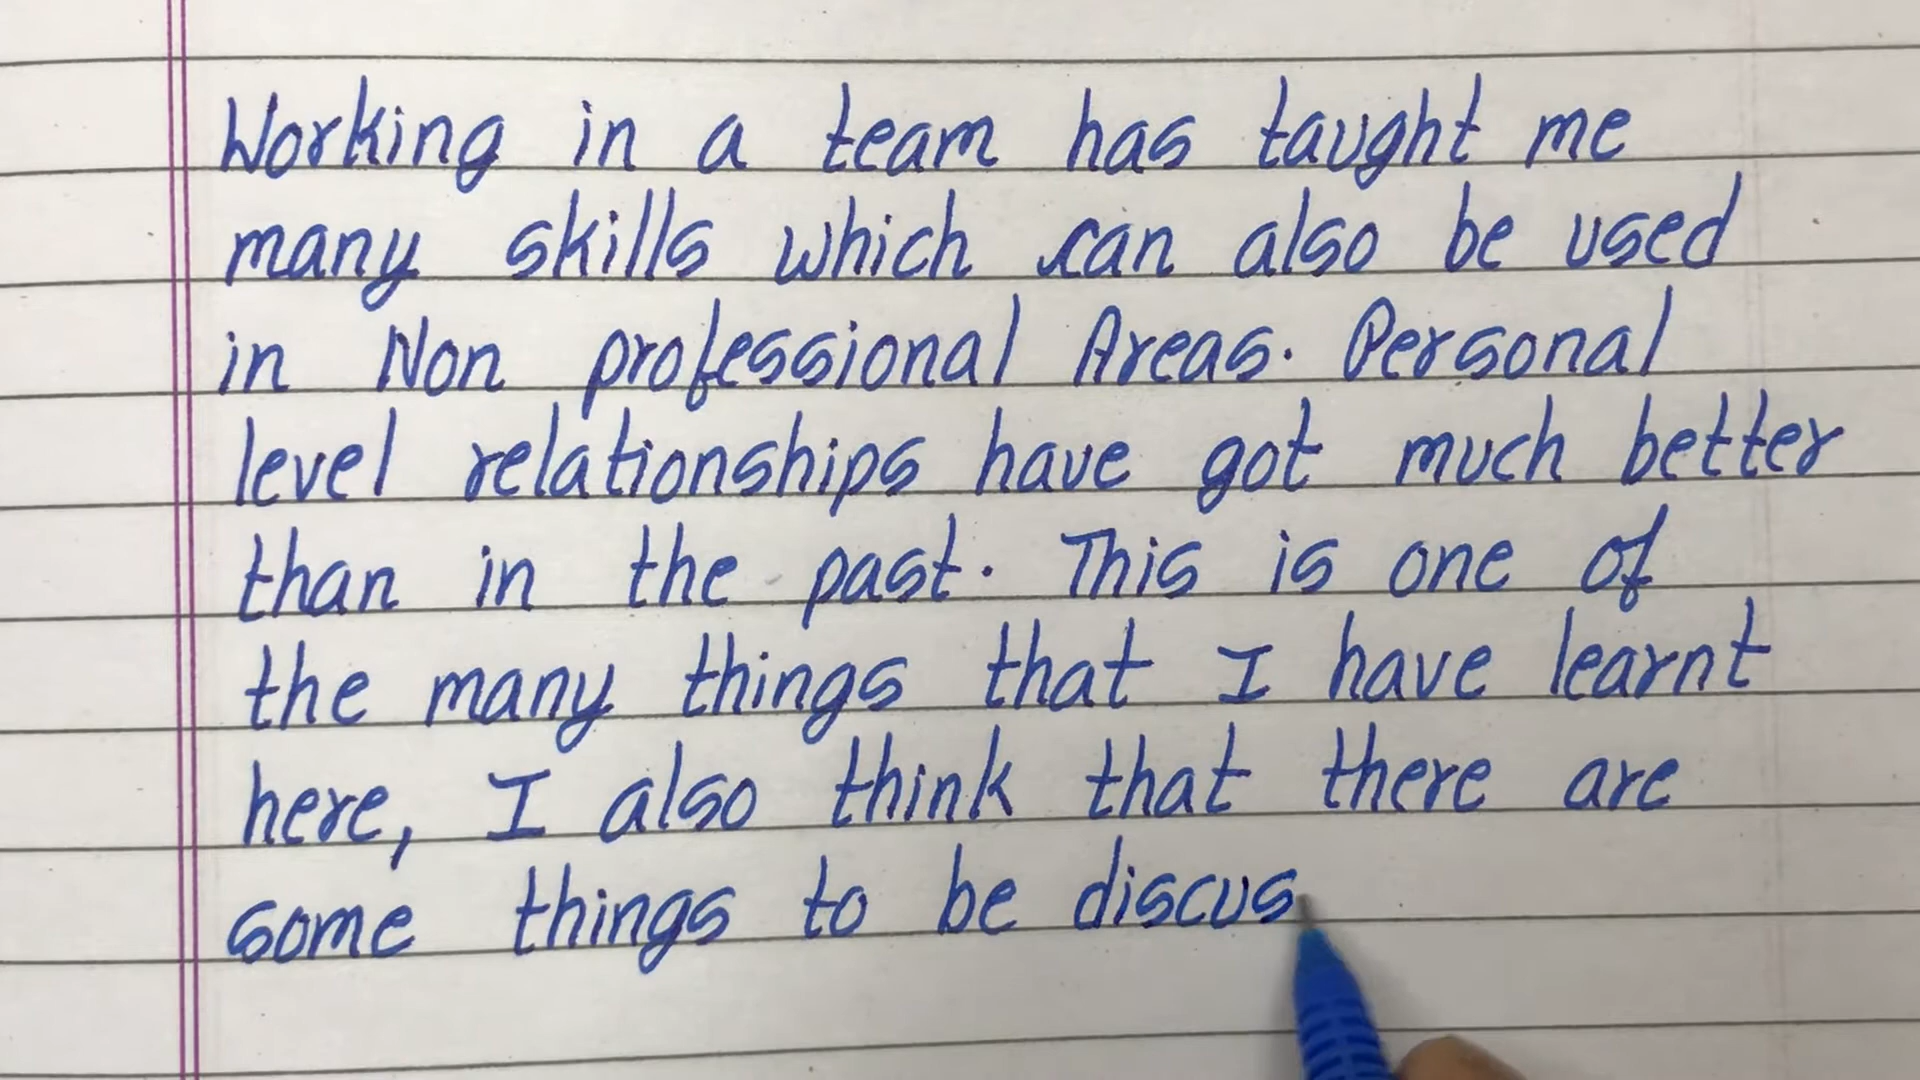 Working in a team has taught me
many skills which can also be used
in Non professional Areas. Personal
level relationships have got much better
than in the past. This is one of
the many things that I have learnt
here, I also think that there are
some things to be discus